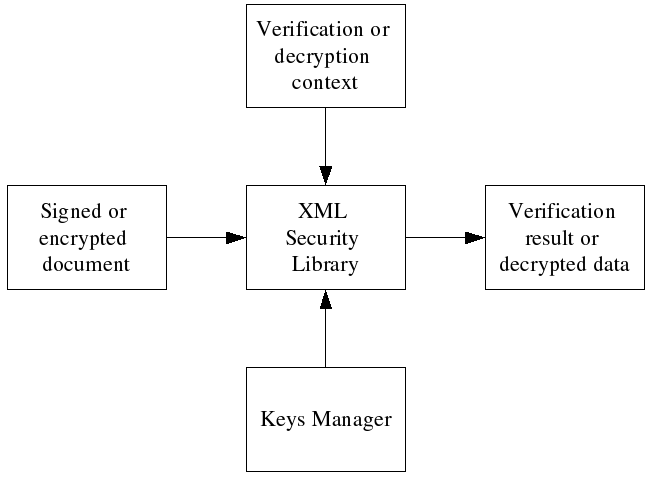 Verification or
decryption
context
Signed or
encrypted
document
XML
Security
Library
Verification
result or
decrypted data
Keys Manager